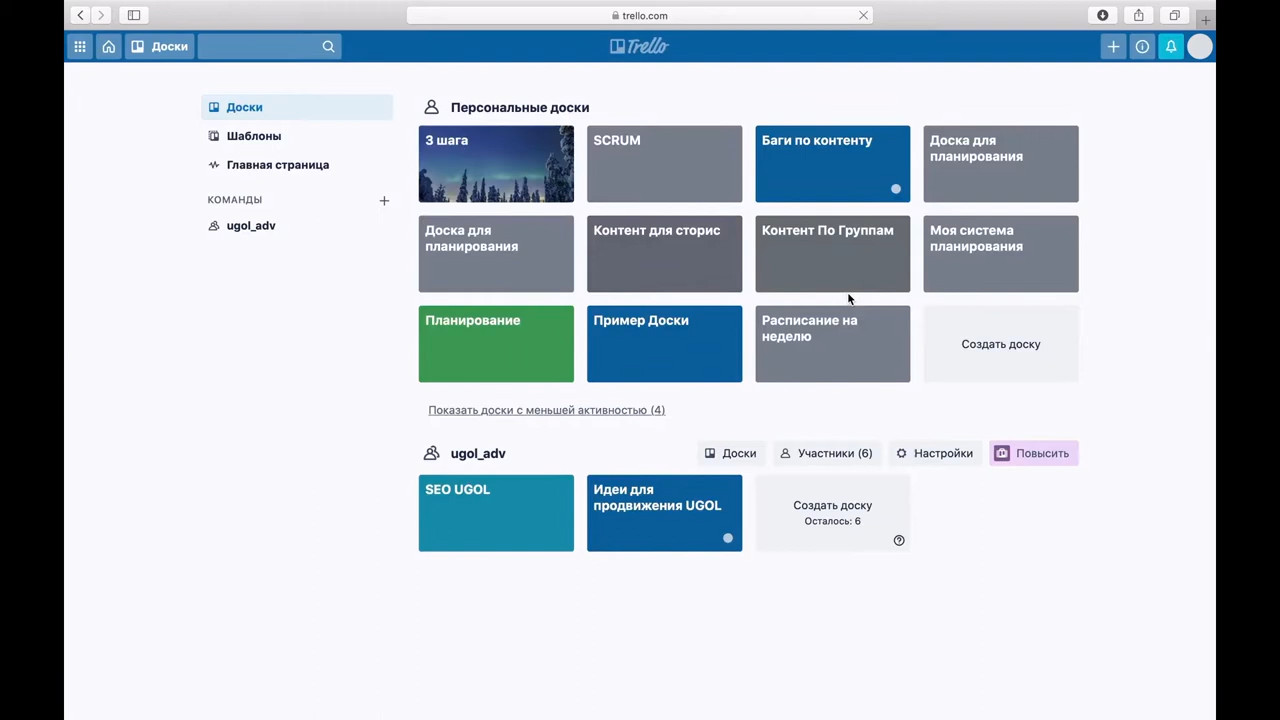 trello.com
Доски
Trello
Доски
Шаблоны
Главная страница
КОМАНДЫ
ugol_adv
Персональные доски
3 шага
SCRUM
Баги по контенту
Доска для
планирования
Доска для
планирования
Контент для сторис
Контент По Группам
Моя система
планирования
Планирование
Пример Доски
Расписание на
неделю
Создать доску
Показать доски с меньшей активностью (4)
ugol_adv
Доски
Участники (6)
Настройки
Повысить
SEO UGOL
Идеи для
продвижения UGOL
Создать доску
Осталось: 6